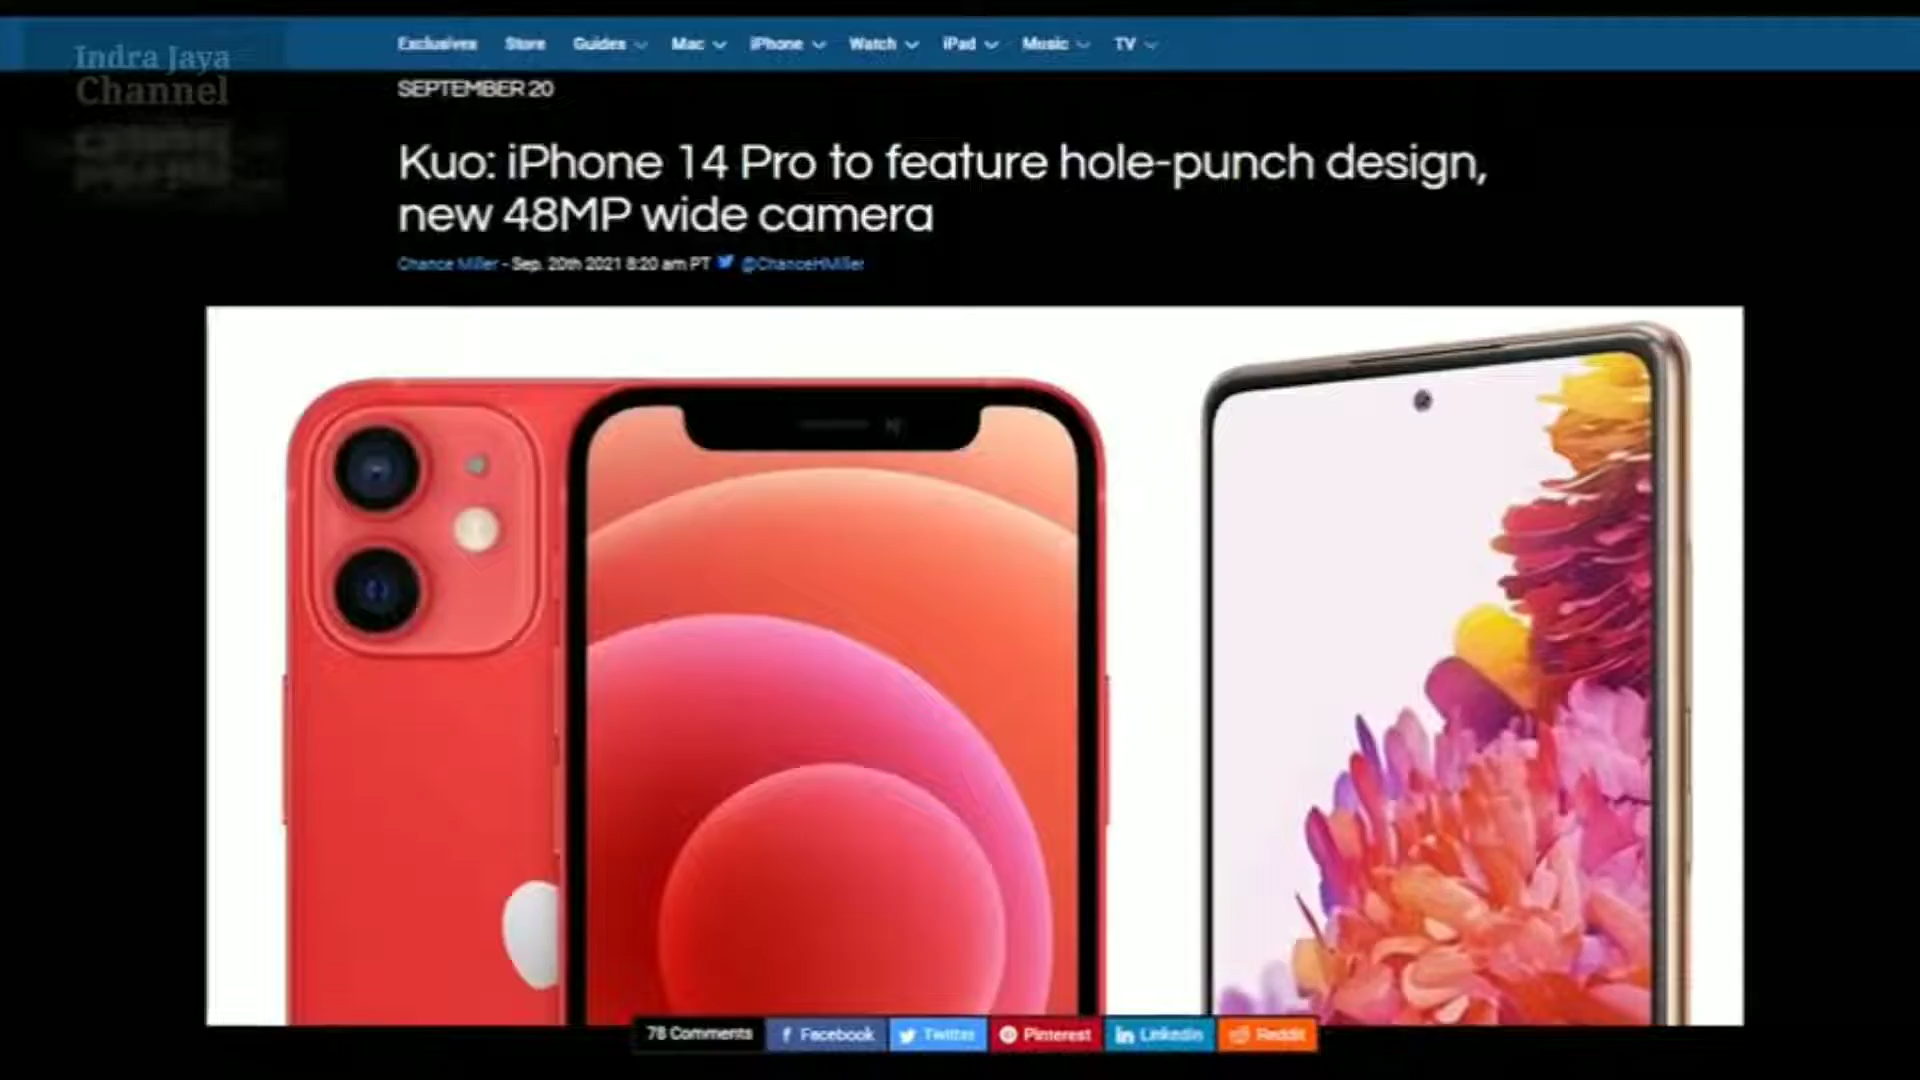 Indra Jaya
Channel
Exclusives Store Guides Mac iPhone Watch iPad Music TV
SEPTEMBER 20
Kuo: iPhone 14 Pro to feature hole-punch design,
new 48MP wide camera
Chance Miller - Sep. 20th 2021 8:20 am PT @ChanceHMiller
78 Comments Facebook Twitter Pinterest LinkedIn Reddit